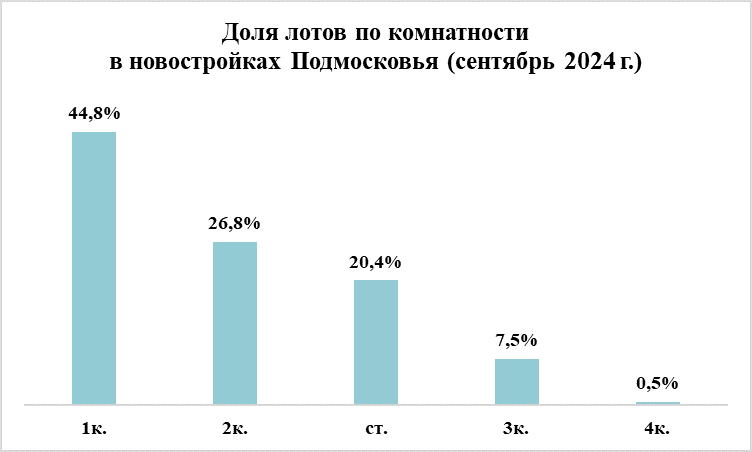 Доля лотов по комнатности
в новостройках Подмосковья (сентябрь 2024 г.)
44,8%
26,8%
20,4%
7,5%
0,5%
1к.
2к.
ст.
3к.
4к.